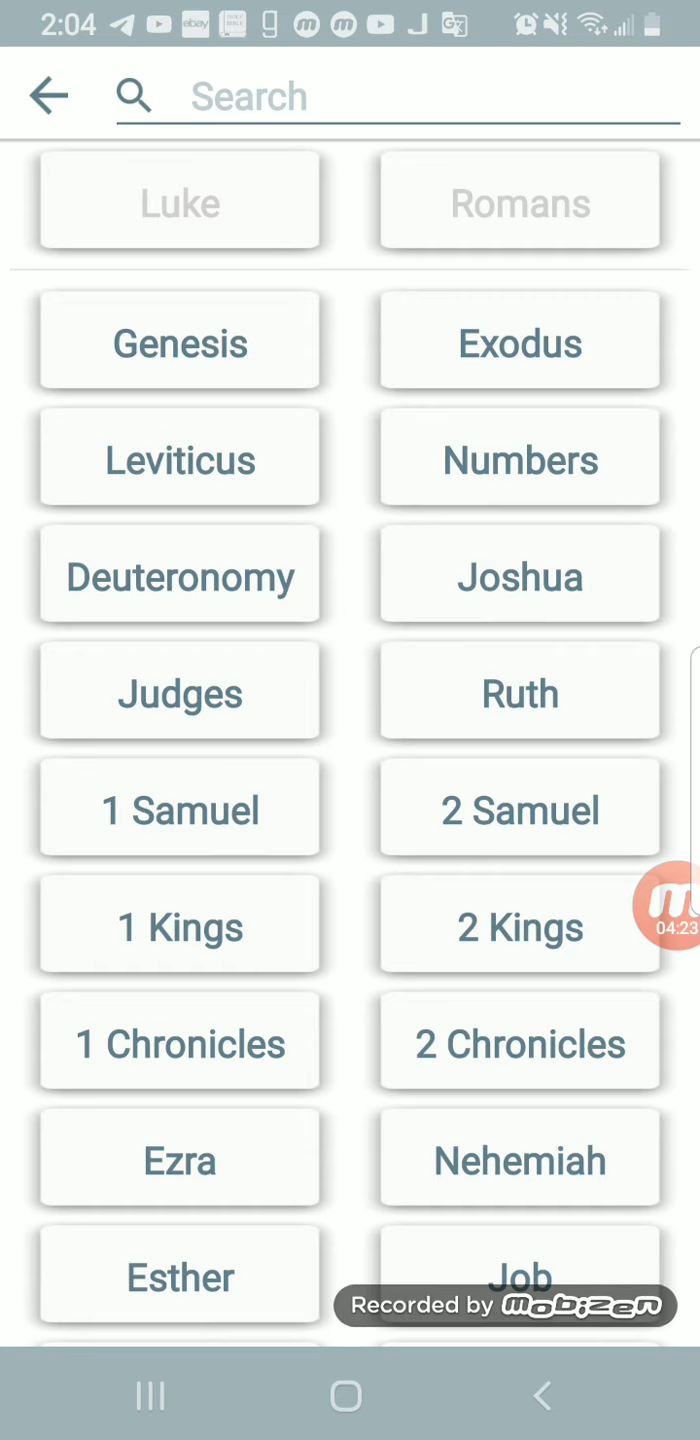 2:04
Search
Luke Romans
Genesis Exodus
Leviticus Numbers
Deuteronomy Joshua
Judges Ruth
1 Samuel 2 Samuel
1 Kings 2 Kings
04:23
1 Chronicles 2 Chronicles
Ezra Nehemiah
Esther Job
Recorded by mobizen